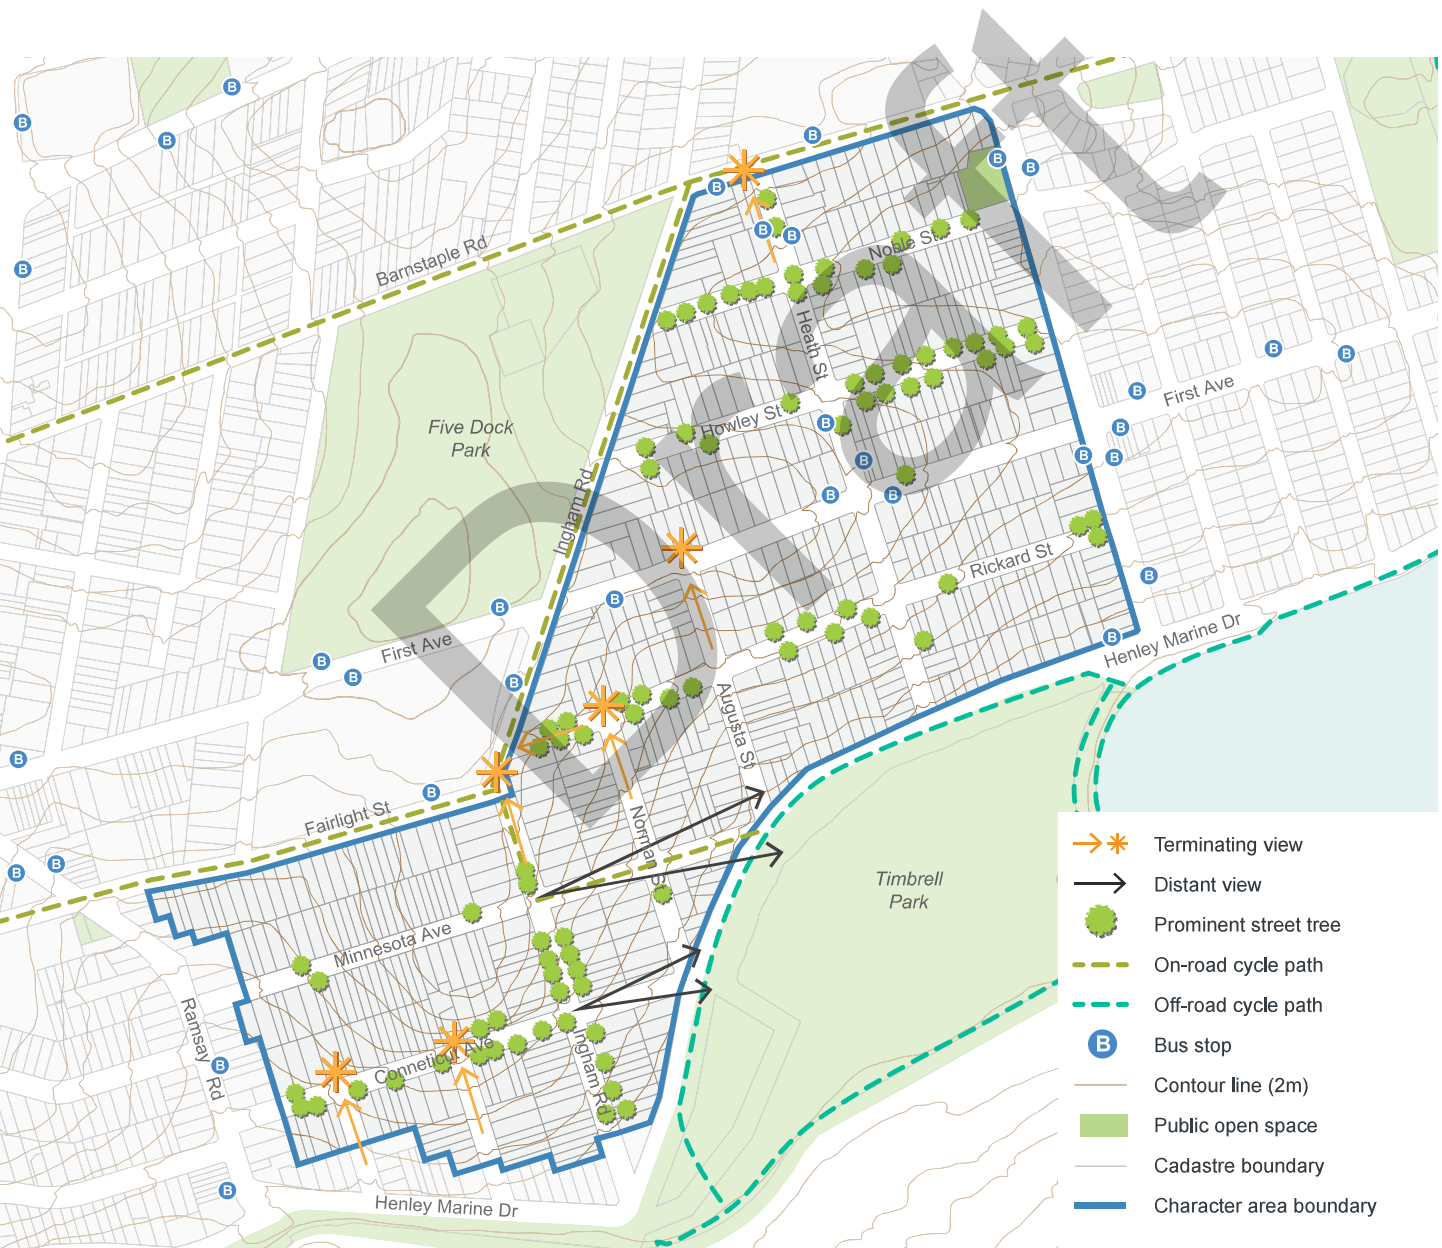 Draft
Barnstaple Rd
Noble St
Heath St
First Ave
Five Dock
Park
Howley St
Ingham Rd
Rickard St
First Ave
Henley Marine Dr
Augusta St
Fairlight St
Norman St
Timbrell
Park
Minnesota Ave
Ramsay Rd
Conneticut Ave
Ingham Rd
Henley Marine Dr
Terminating view
Distant view
Prominent street tree
On-road cycle path
Off-road cycle path
B Bus stop
Contour line (2m)
Public open space
Cadastre boundary
Character area boundary